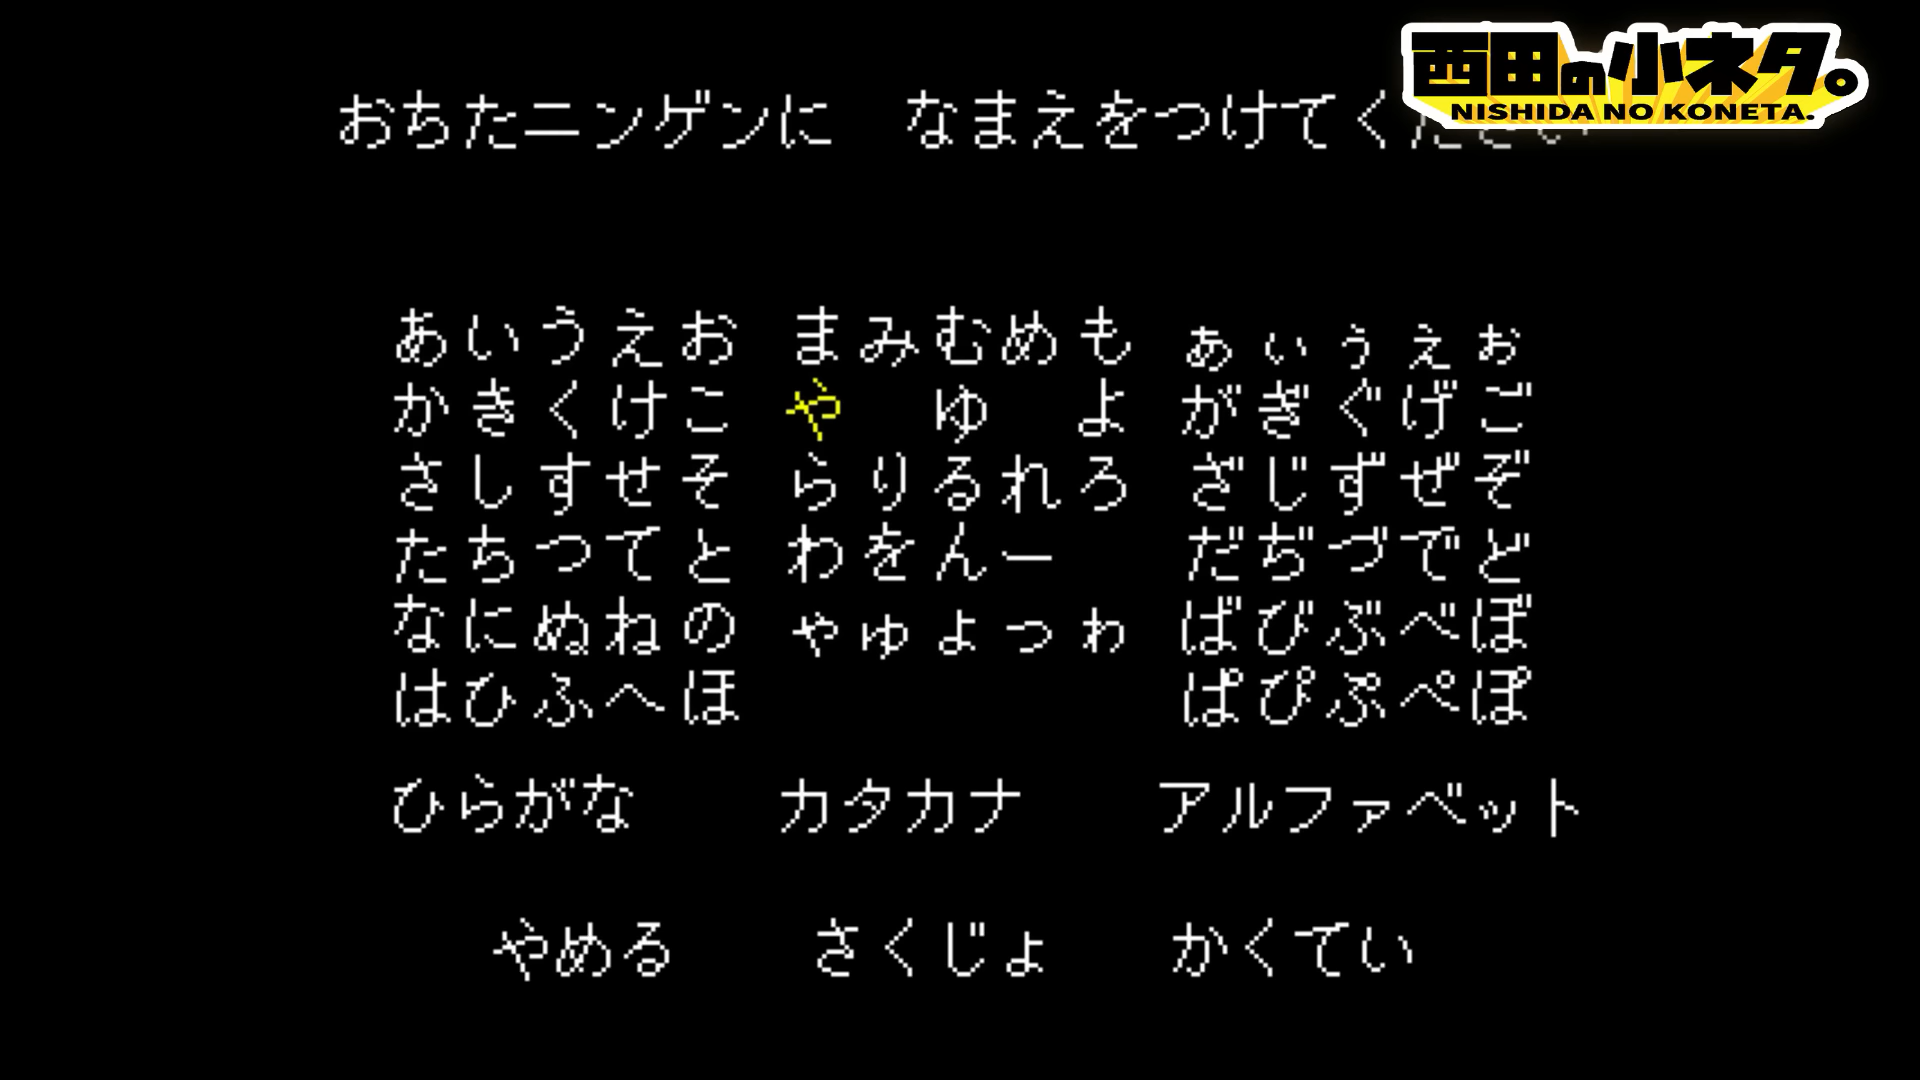 西田の小ネタ。
NISHIDA NO KONETA.
おちたニンゲンに　なまえをつけてください
あいうえお まみむめも ぁぃぅぇぉ
かきくけこ や ゆ よ がぎぐげご
さしすせそ らりるれろ ざじずぜぞ
たちつてと わをんー だぢづでど
なにぬねの ゃゅょっゎ ばびぶべぼ
はひふへほ ぱぴぷぺぽ
ひらがな カタカナ アルファベット
やめる さくじょ かくてい